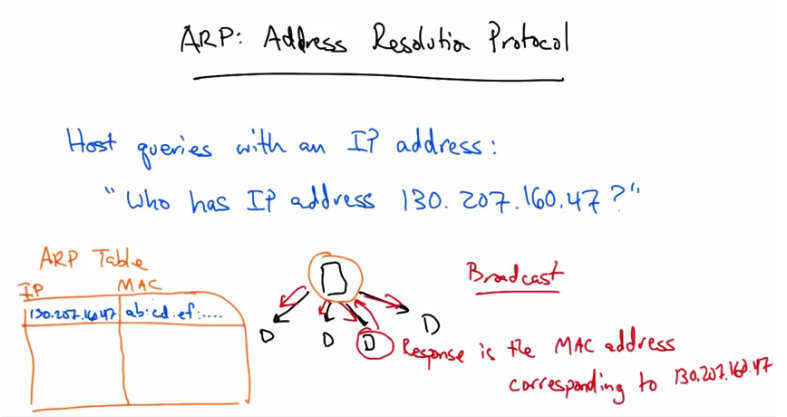 ARP: Address Resolution Protocol
Host queries with an IP address:
"Who has IP address 130.207.160.47?"
ARP Table
IP MAC
130.207.160.47 ab:cd:ef:....
Broadcast
D D D D
Response is the MAC address
corresponding to 130.207.160.47